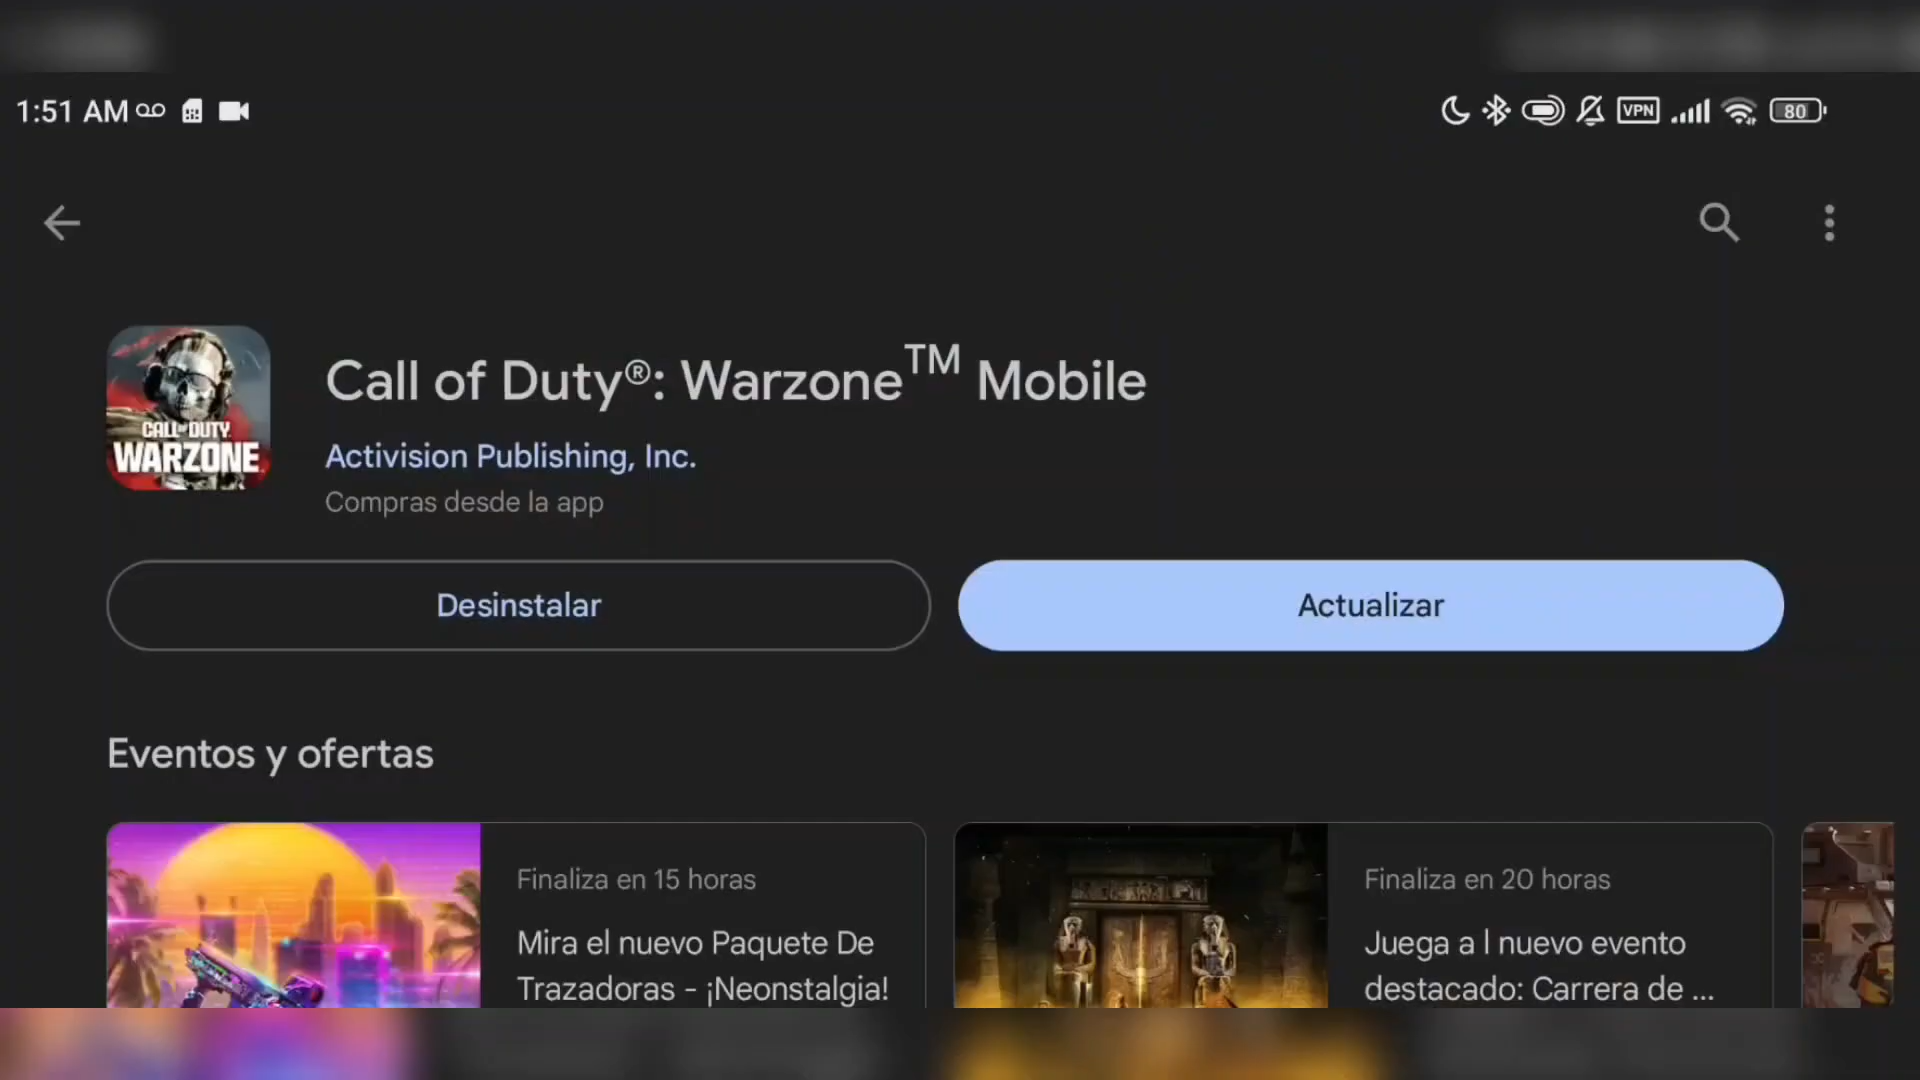 1:51 AM
VPN
80
CALL OF DUTY
WARZONE
Call of Duty®: Warzone™ Mobile
Activision Publishing, Inc.
Compras desde la app
Desinstalar
Actualizar
Eventos y ofertas
Finaliza en 15 horas
Mira el nuevo Paquete De
Trazadoras - ¡Neonstalgia!
Finaliza en 20 horas
Juega a l nuevo evento
destacado: Carrera de ...